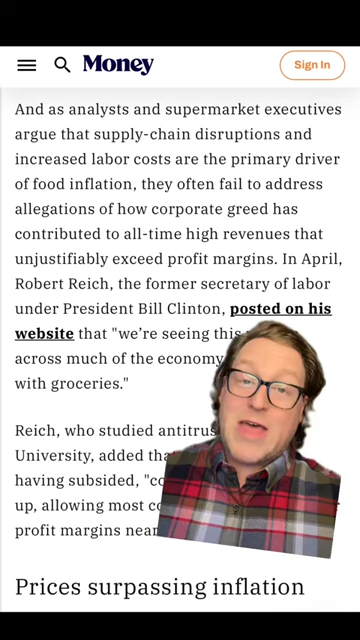 Money
Sign In
And as analysts and supermarket executives
argue that supply-chain disruptions and
increased labor costs are the primary driver
of food inflation, they often fail to address
allegations of how corporate greed has
contributed to all-time high revenues that
unjustifiably exceed profit margins. In April,
Robert Reich, the former secretary of labor
under President Bill Clinton, posted on his
website that "we're seeing this
across much of the economy
with groceries."
Reich, who studied antitrust
University, added
having subsided,
up, allowing most
profit margins
Prices surpassing inflation